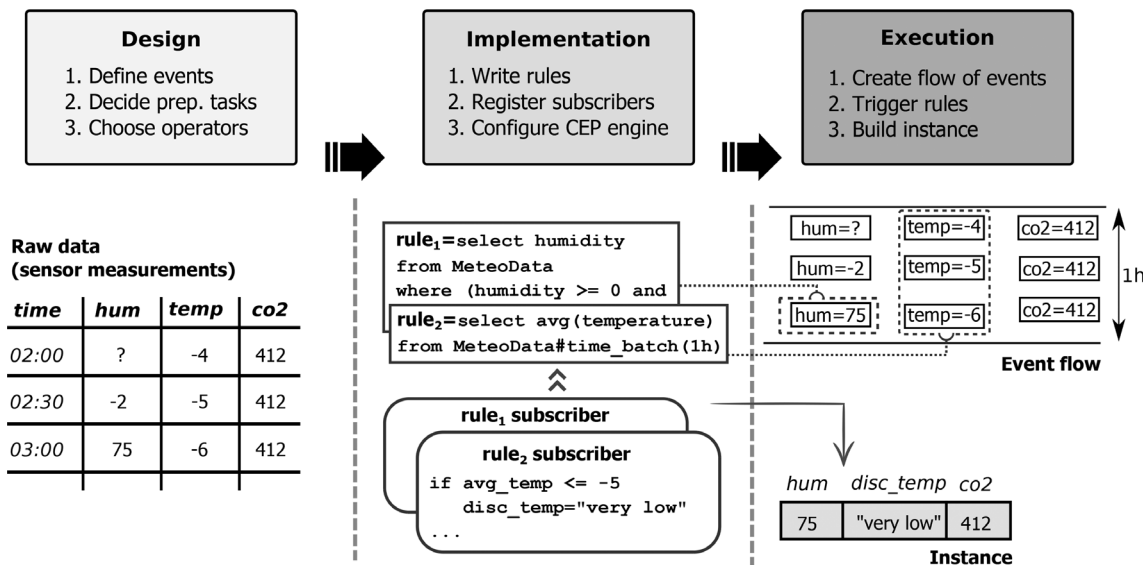 Design
1. Define events
2. Decide prep. tasks
3. Choose operators
Implementation
1. Write rules
2. Register subscribers
3. Configure CEP engine
Execution
1. Create flow of events
2. Trigger rules
3. Build instance
Raw data
(sensor measurements)
time hum temp co2
02:00 ? -4 412
02:30 -2 -5 412
03:00 75 -6 412
rule1=select humidity
from MeteoData
where (humidity >= 0 and
rule2=select avg(temperature)
from MeteoData#time_batch(1h)
rule1 subscriber
rule2 subscriber
if avg_temp <= -5
disc_temp="very low"
...
hum=? temp=-4 co2=412
hum=-2 temp=-5 co2=412
hum=75 temp=-6 co2=412
1h
Event flow
hum disc_temp co2
75 "very low" 412
Instance